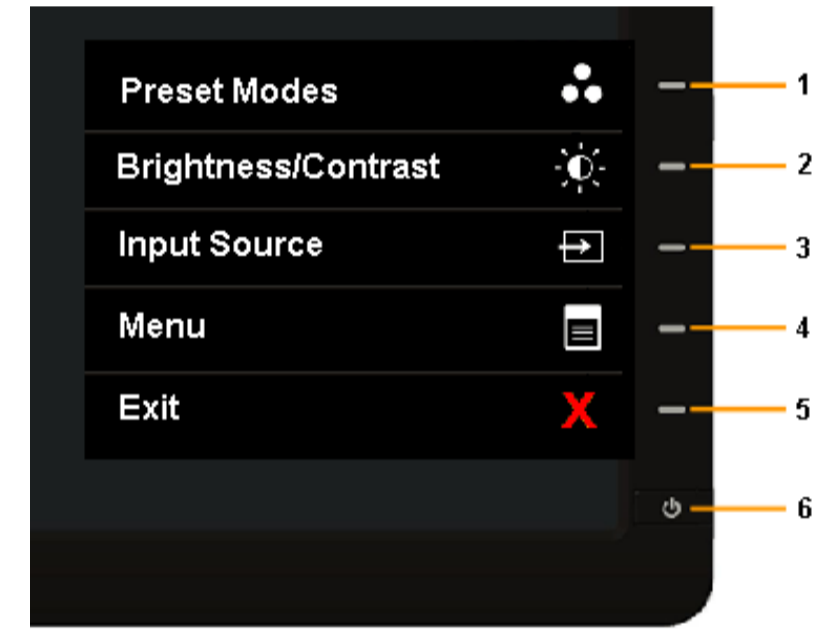 Preset Modes 1
Brightness/Contrast 2
Input Source 3
Menu 4
Exit X 5
6